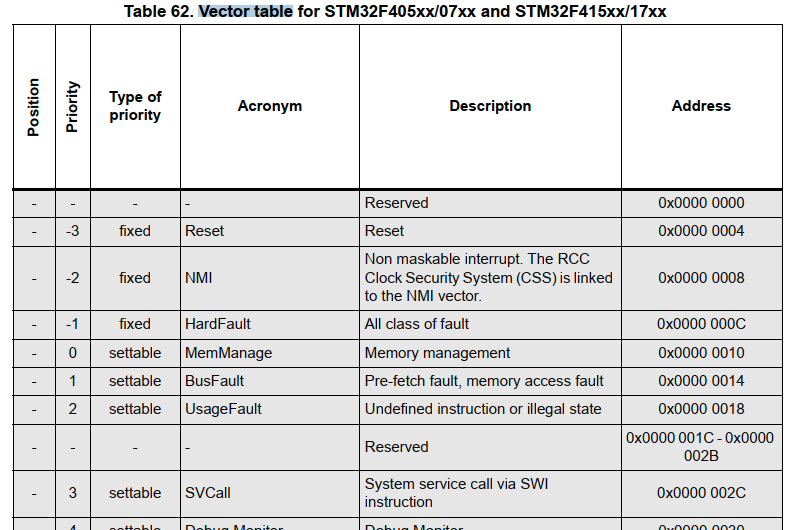 Table 62. Vector table for STM32F405xx/07xx and STM32F415xx/17xx
Position Priority Type of priority Acronym Description Address
- - - - Reserved 0x0000 0000
- -3 fixed Reset Reset 0x0000 0004
- -2 fixed NMI Non maskable interrupt. The RCC
Clock Security System (CSS) is linked
to the NMI vector. 0x0000 0008
- -1 fixed HardFault All class of fault 0x0000 000C
- 0 settable MemManage Memory management 0x0000 0010
- 1 settable BusFault Pre-fetch fault, memory access fault 0x0000 0014
- 2 settable UsageFault Undefined instruction or illegal state 0x0000 0018
- - - - Reserved 0x0000 001C - 0x0000
002B
- 3 settable SVCall System service call via SWI
instruction 0x0000 002C
4 settable Debug Monitor Debug Monitor 0x0000 0030